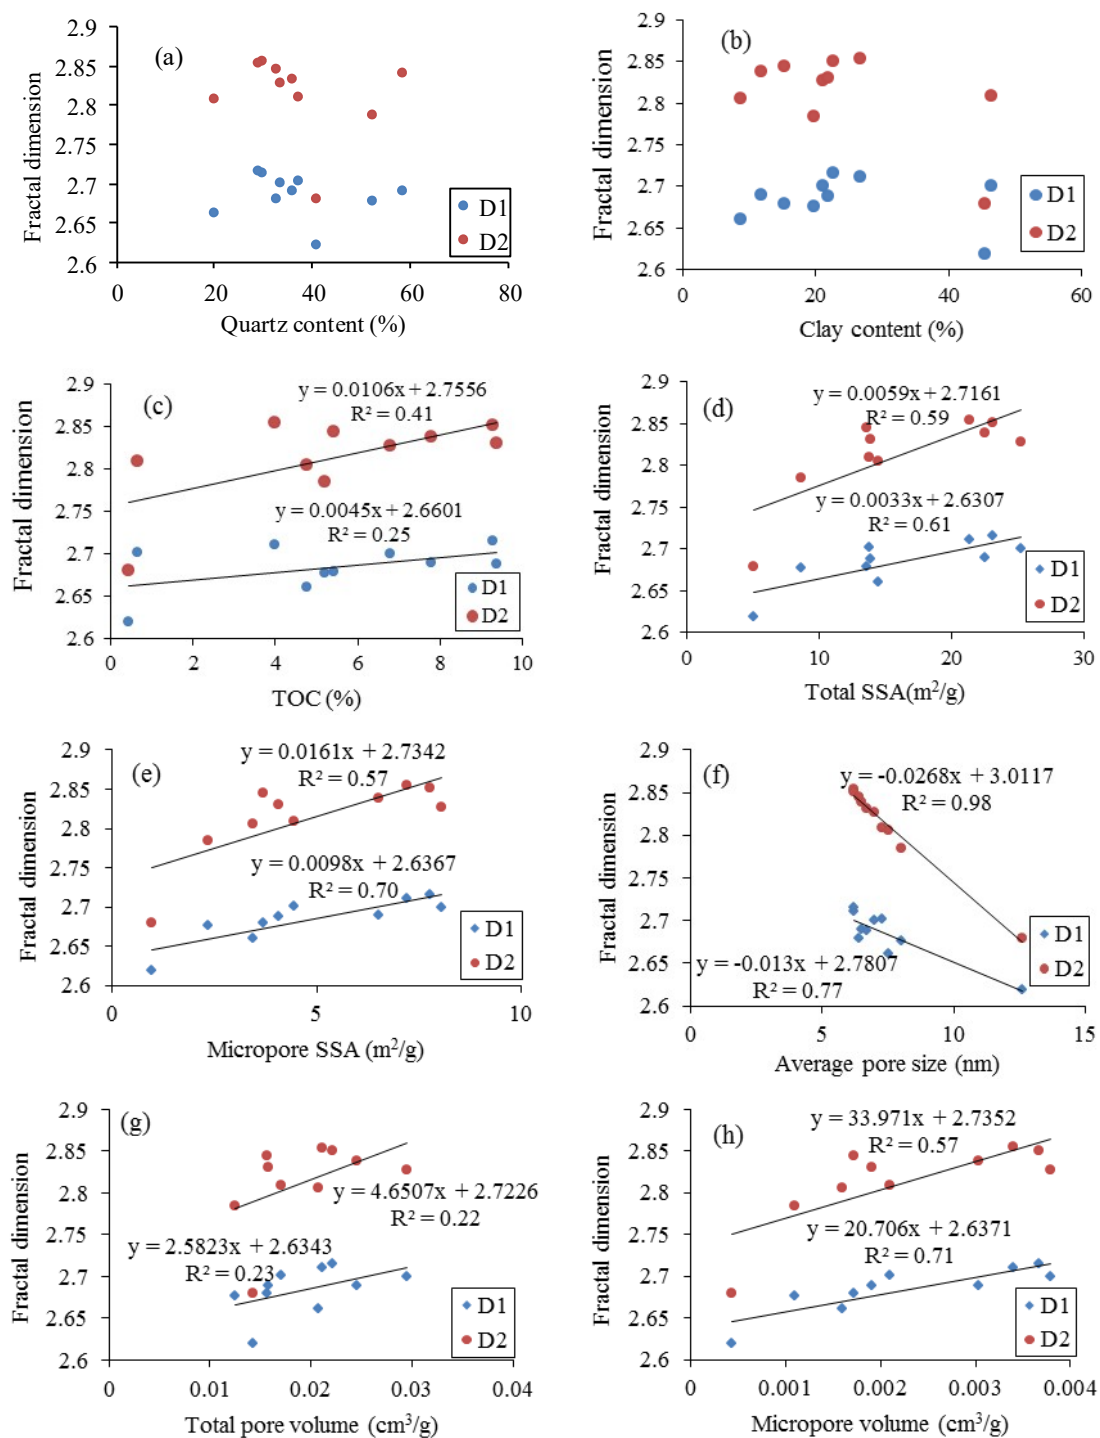 (a)
2.9
2.85
2.8
2.75
2.7
2.65
2.6
Fractal dimension
0
20
40
60
80
Quartz content (%)
D1
D2
(b)
2.9
2.85
2.8
2.75
2.7
2.65
2.6
Fractal dimension
0
20
40
60
Clay content (%)
D1
D2
(c)
2.9
2.85
2.8
2.75
2.7
2.65
2.6
Fractal dimension
y = 0.0106x + 2.7556
R² = 0.41
y = 0.0045x + 2.6601
R² = 0.25
0
2
4
6
8
10
TOC (%)
D1
D2
(d)
2.9
2.85
2.8
2.75
2.7
2.65
2.6
Fractal dimension
y = 0.0059x + 2.7161
R² = 0.59
y = 0.0033x + 2.6307
R² = 0.61
0
10
20
30
Total SSA(m²/g)
D1
D2
(e)
2.9
2.85
2.8
2.75
2.7
2.65
2.6
Fractal dimension
y = 0.0161x + 2.7342
R² = 0.57
y = 0.0098x + 2.6367
R² = 0.70
0
5
10
Micropore SSA (m²/g)
D1
D2
(f)
2.9
2.85
2.8
2.75
2.7
2.65
2.6
Fractal dimension
y = -0.0268x + 3.0117
R² = 0.98
y = -0.013x + 2.7807
R² = 0.77
0
5
10
15
Average pore size (nm)
D1
D2
(g)
2.9
2.85
2.8
2.75
2.7
2.65
2.6
Fractal dimension
y = 4.6507x + 2.7226
R² = 0.22
y = 2.5823x + 2.6343
R² = 0.23
0
0.01
0.02
0.03
0.04
Total pore volume (cm³/g)
D1
D2
(h)
2.9
2.85
2.8
2.75
2.7
2.65
2.6
Fractal dimension
y = 33.971x + 2.7352
R² = 0.57
y = 20.706x + 2.6371
R² = 0.71
0
0.001
0.002
0.003
0.004
Micropore volume (cm³/g)
D1
D2